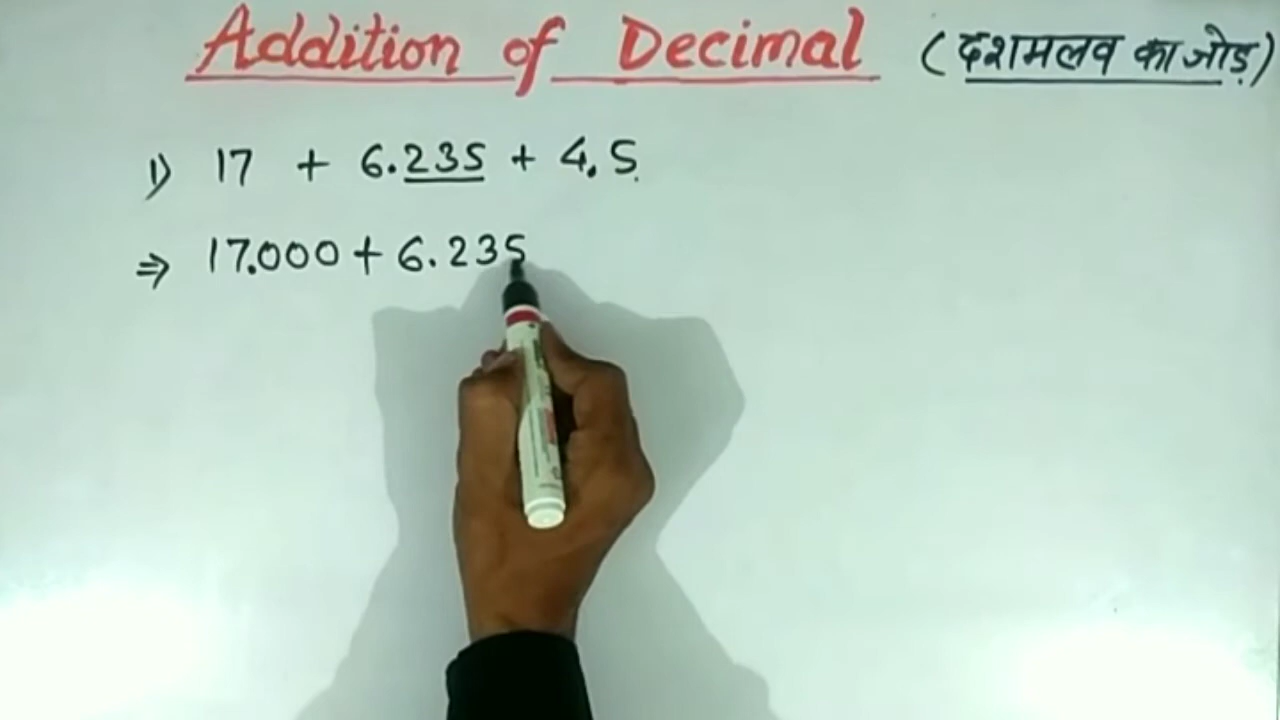 Addition of Decimal (दशमलव का जोड़)
1) 17 + 6.235 + 4.5
⇒ 17.000 + 6.235